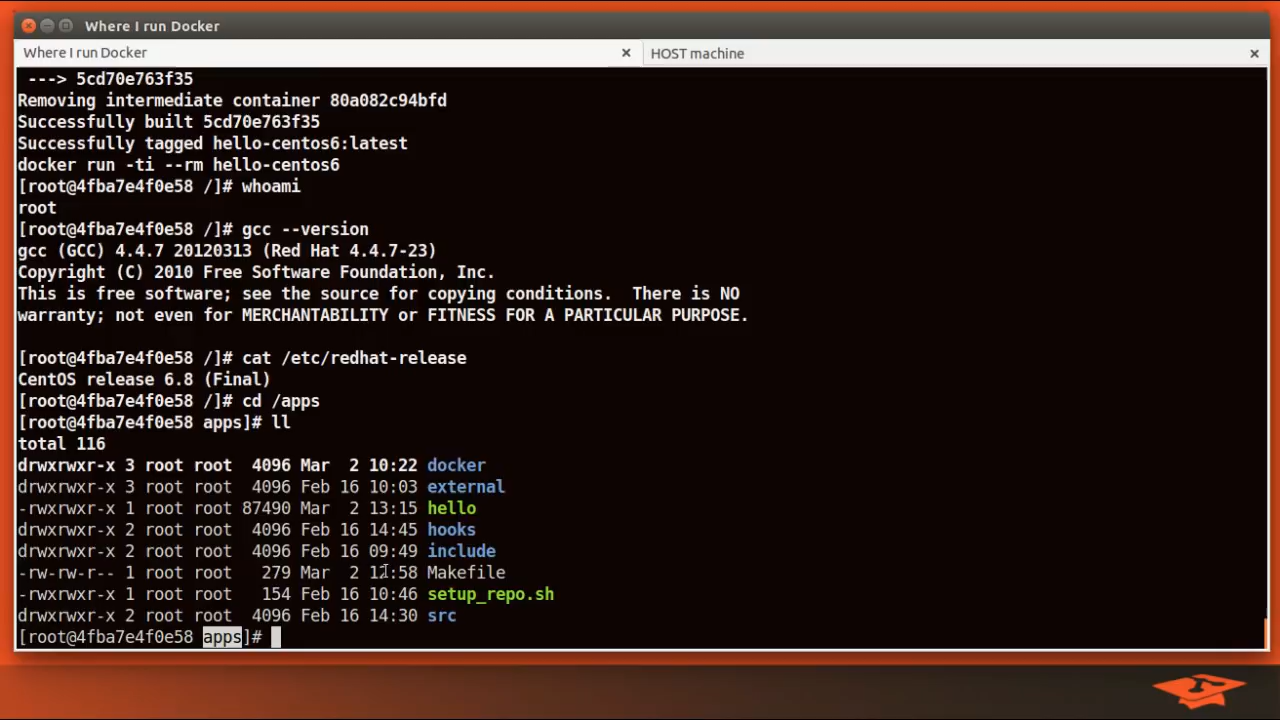 Where I run Docker
Where I run Docker
HOST machine
---> 5cd70e763f35
Removing intermediate container 80a082c94bfd
Successfully built 5cd70e763f35
Successfully tagged hello-centos6:latest
docker run -ti --rm hello-centos6
[root@4fba7e4f0e58 /]# whoami
root
[root@4fba7e4f0e58 /]# gcc --version
gcc (GCC) 4.4.7 20120313 (Red Hat 4.4.7-23)
Copyright (C) 2010 Free Software Foundation, Inc.
This is free software; see the source for copying conditions.  There is NO
warranty; not even for MERCHANTABILITY or FITNESS FOR A PARTICULAR PURPOSE.
[root@4fba7e4f0e58 /]# cat /etc/redhat-release
CentOS release 6.8 (Final)
[root@4fba7e4f0e58 /]# cd /apps
[root@4fba7e4f0e58 apps]# ll
total 116
drwxrwxr-x 3 root root  4096 Mar  2 10:22 docker
drwxrwxr-x 3 root root  4096 Feb 16 10:03 external
-rwxrwxr-x 1 root root 87490 Mar  2 13:15 hello
drwxrwxr-x 2 root root  4096 Feb 16 14:45 hooks
drwxrwxr-x 2 root root  4096 Feb 16 09:49 include
-rw-rw-r-- 1 root root   279 Mar  2 12:58 Makefile
-rwxrwxr-x 1 root root   154 Feb 16 10:46 setup_repo.sh
drwxrwxr-x 2 root root  4096 Feb 16 14:30 src
[root@4fba7e4f0e58 apps]#